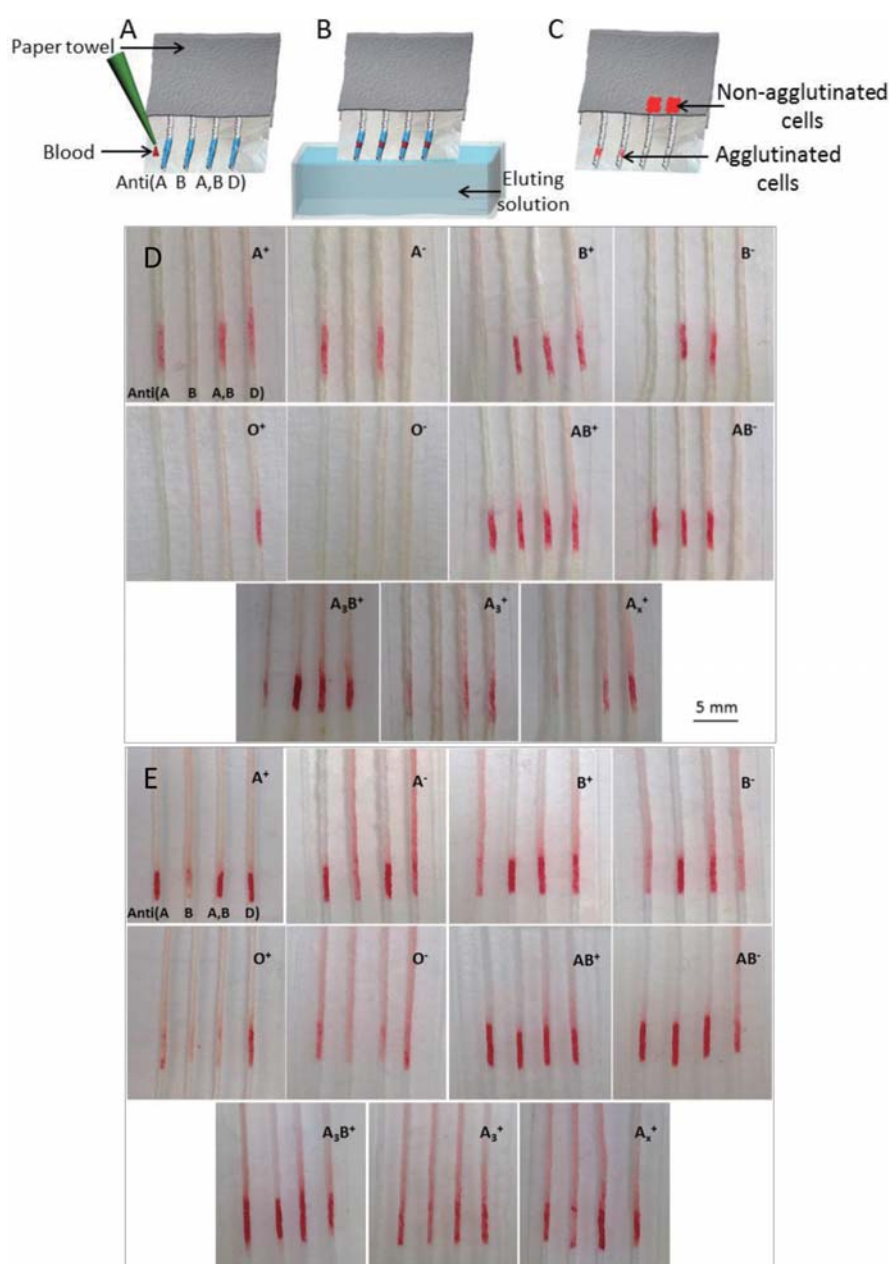 A
B
C
Paper towel
Blood
Anti(A B A,B D)
Eluting
solution
Non-agglutinated
cells
Agglutinated
cells
D
A⁺
A⁻
B⁺
B⁻
Anti(A B A,B D)
O⁺
O⁻
AB⁺
AB⁻
A₃B⁺
A₃⁺
Aₓ⁺
5 mm
E
A⁺
A⁻
B⁺
B⁻
Anti(A B A,B D)
O⁺
O⁻
AB⁺
AB⁻
A₃B⁺
A₃⁺
Aₓ⁺